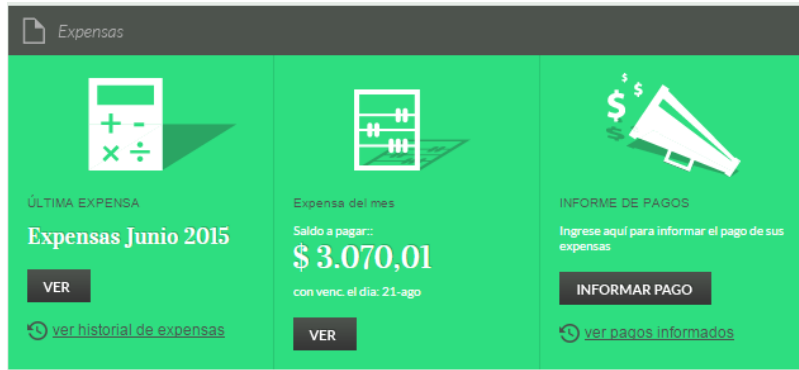 Expensas
ÚLTIMA EXPENSA
Expensas Junio 2015
VER
ver historial de expensas
Expensa del mes
Saldo a pagar::
$ 3.070,01
con venc. el dia: 21-ago
VER
$ $ $
INFORME DE PAGOS
Ingrese aquí para informar el pago de sus
expensas
INFORMAR PAGO
ver pagos informados